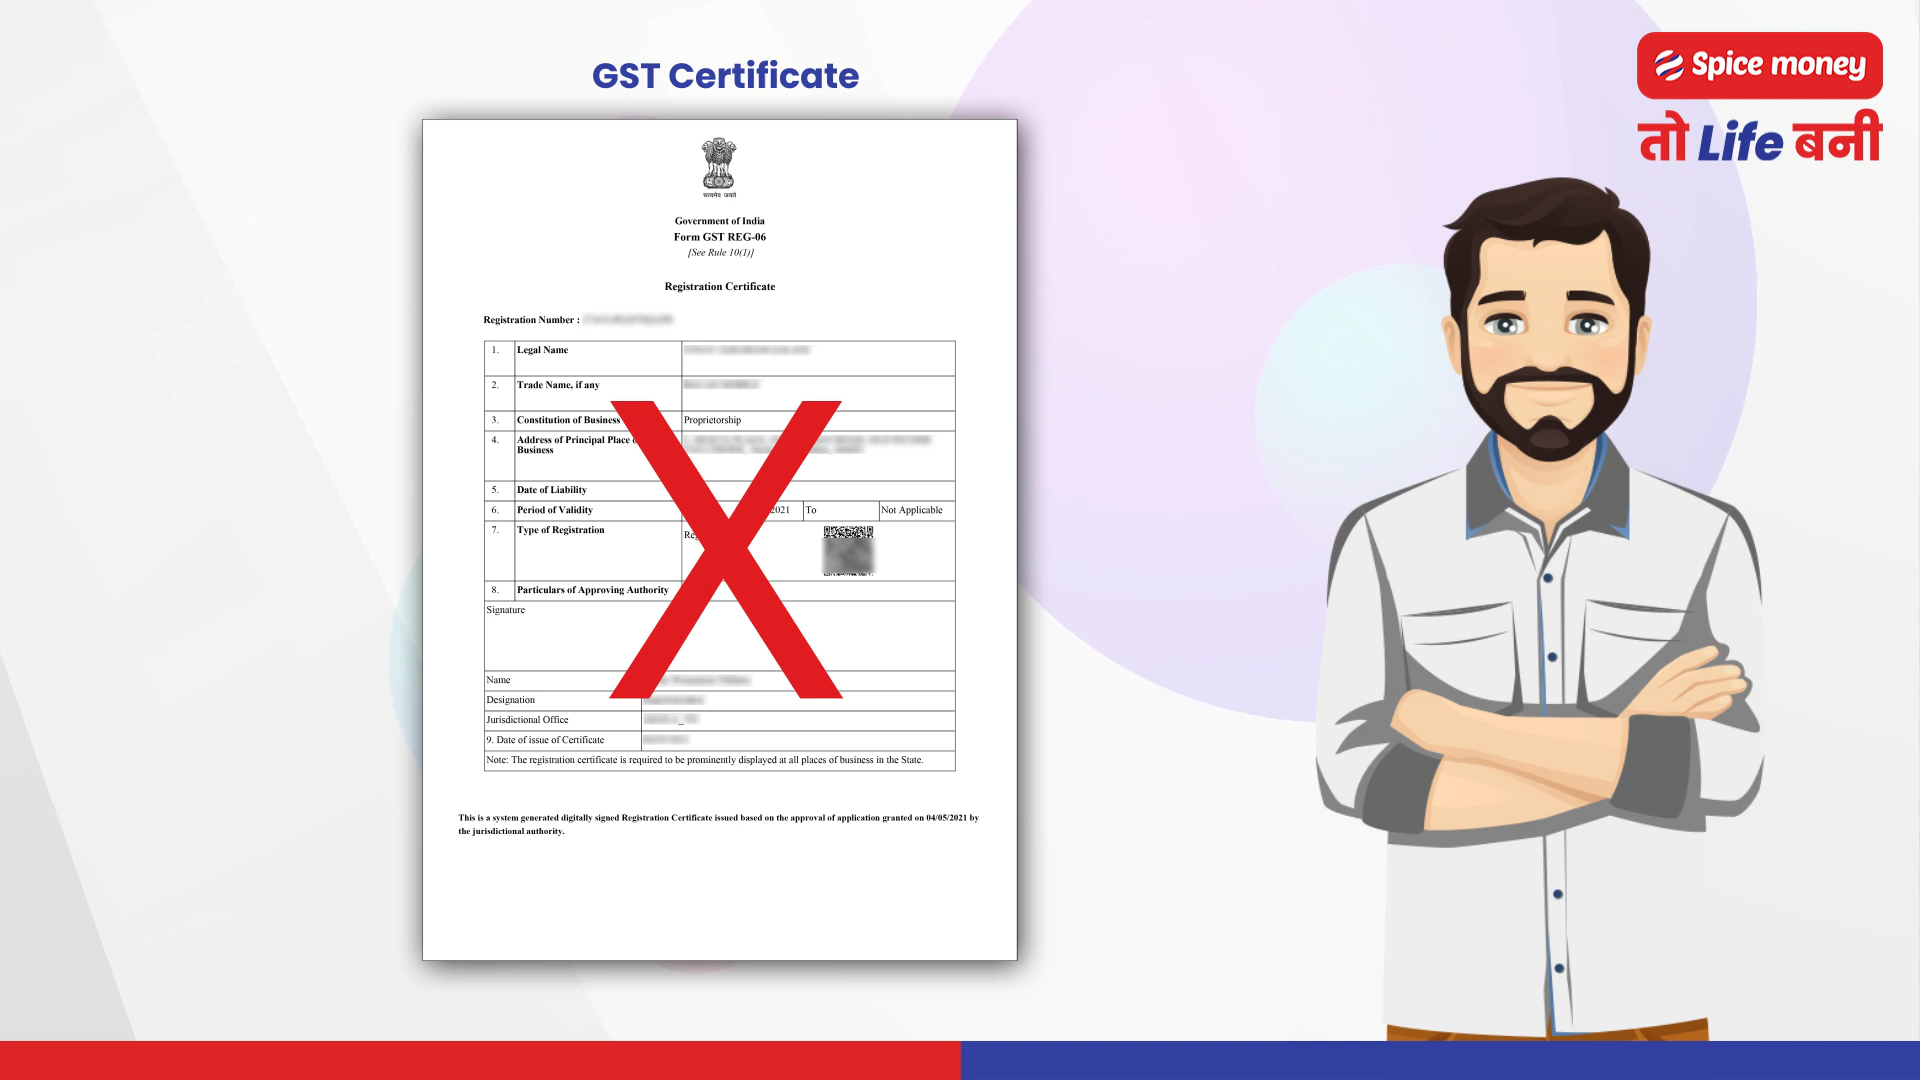 GST Certificate
Spice money
तो Life बनी
सत्यमेव जयते
Government of India
Form GST REG-06
[See Rule 10(1)]
Registration Certificate
Registration Number :
1. Legal Name
2. Trade Name, if any
3. Constitution of Business Proprietorship
4. Address of Principal Place
Business
5. Date of Liability
6. Period of Validity 2021 To Not Applicable
7. Type of Registration
8. Particulars of Approving Authority
Signature
Name
Designation
Jurisdictional Office
9. Date of issue of Certificate
Note: The registration certificate is required to be prominently displayed at all places of business in the State.
This is a system generated digitally signed Registration Certificate issued based on the approval of application granted on 04/05/2021 by
the jurisdictional authority.